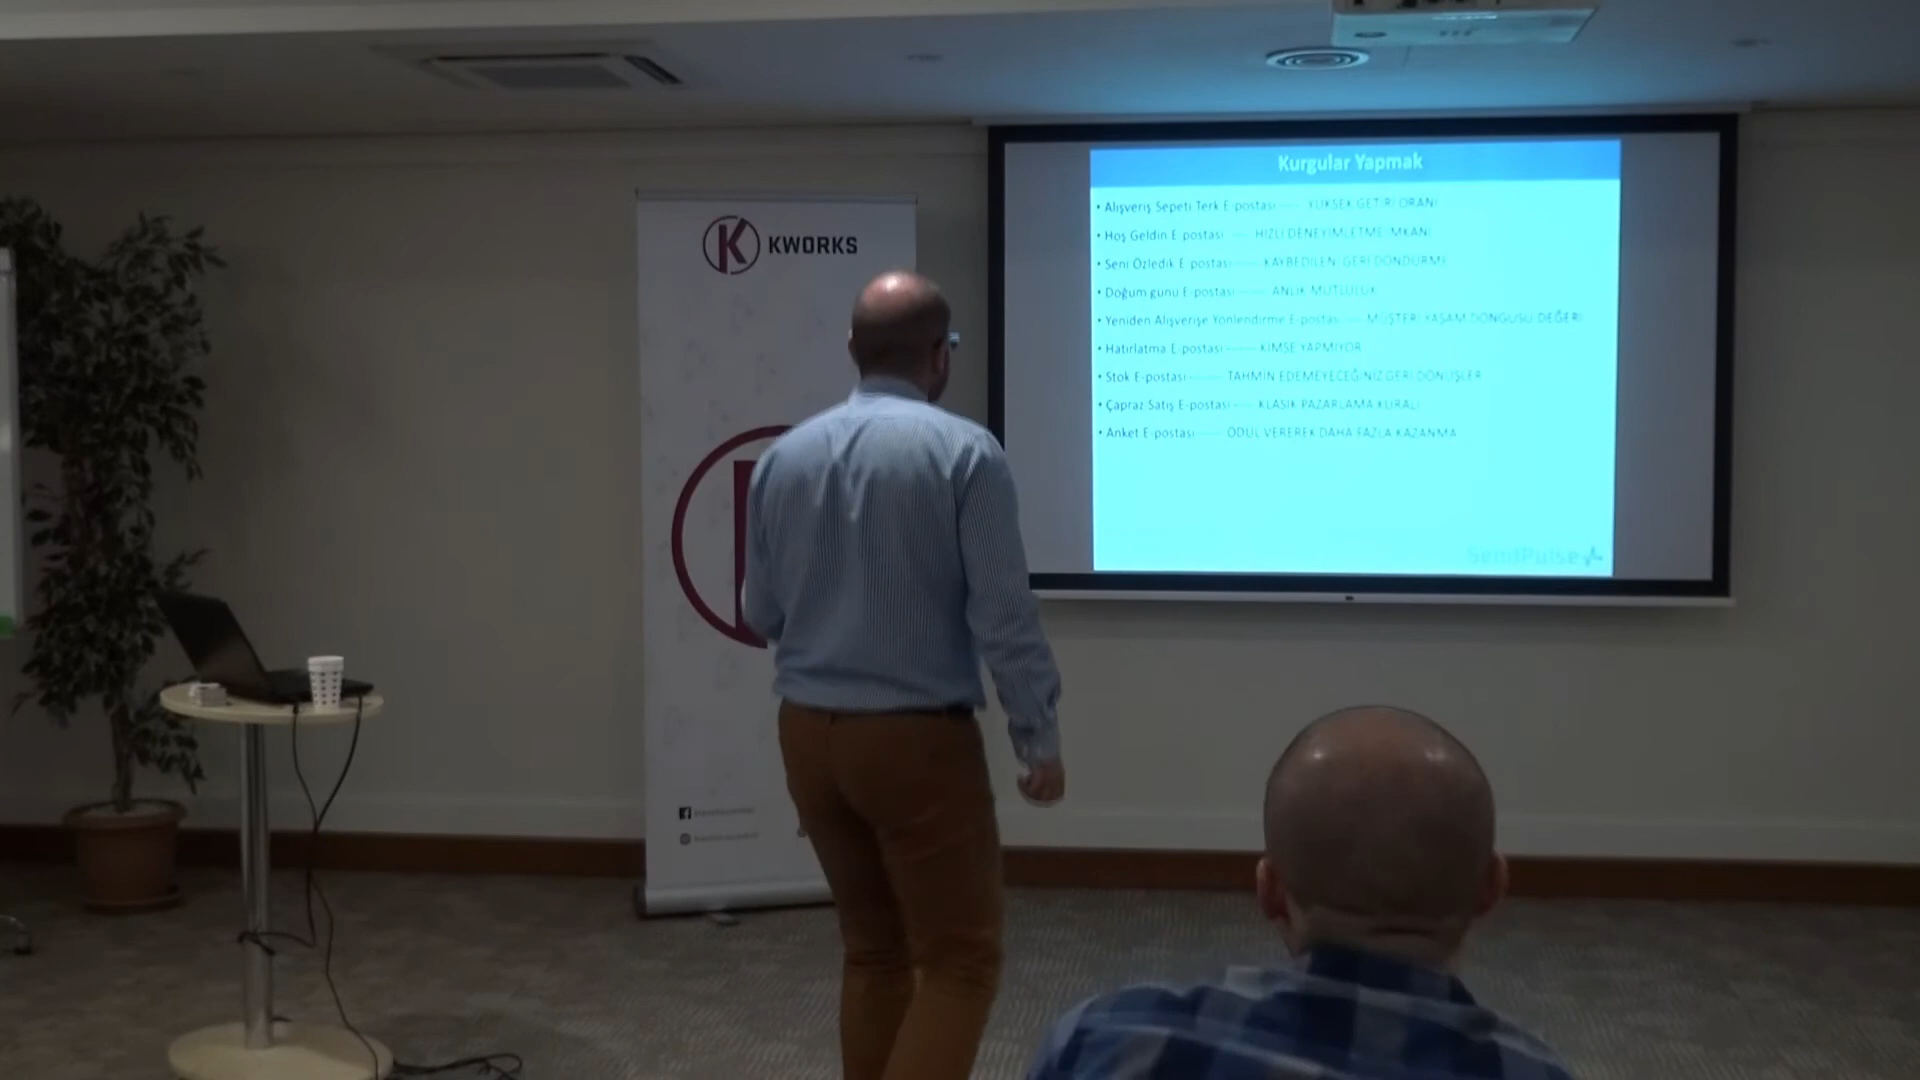 KWORKS
Kurgular Yapmak
• Alışveriş Sepeti Terk E-postası ----- YÜKSEK GETİRİ ORANI
• Hoş Geldin E-postası ---- HIZLI DENEYİMLETME İMKANI
• Seni Özledik E-postası ----- KAYBEDİLENİ GERİ DÖNDÜRME
• Doğum günü E-postası ----- ANLIK MUTLULUK
• Yeniden Alışverişe Yönlendirme E-postası ---- MÜŞTERİ YAŞAM DÖNGÜSÜ DEĞERİ
• Hatırlatma E-postası ----- KİMSE YAPMIYOR
• Stok E-postası ------ TAHMİN EDEMEYECEĞİNİZ GERİ DÖNÜŞLER
• Çapraz Satış E-postası ---- KLASİK PAZARLAMA KURALI
• Anket E-postası ----- ÖDÜL VEREREK DAHA FAZLA KAZANMA
SendPulse